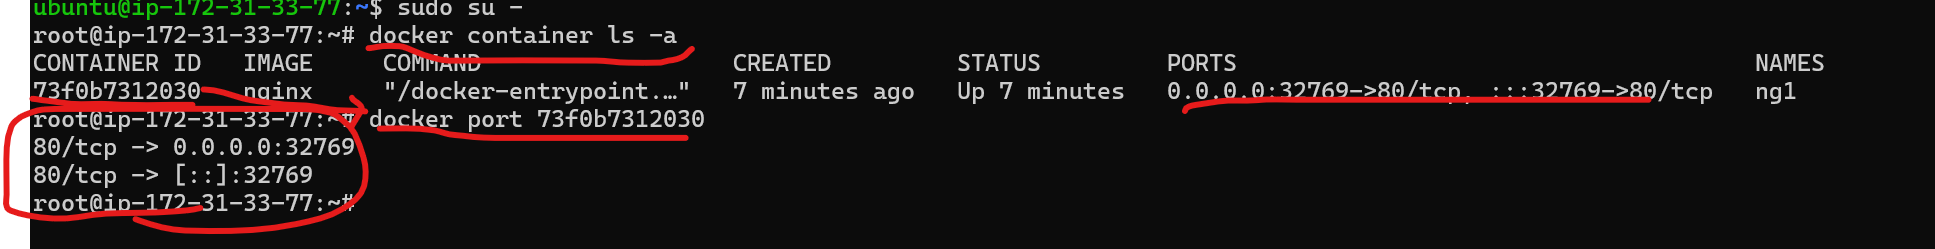 ubuntu@ip-172-31-33-77:~$ sudo su -
root@ip-172-31-33-77:~# docker container ls -a
CONTAINER ID   IMAGE     COMMAND                  CREATED         STATUS         PORTS                                     NAMES
73f0b7312030   nginx     "/docker-entrypoint.…"   7 minutes ago   Up 7 minutes   0.0.0.0:32769->80/tcp, :::32769->80/tcp   ng1
root@ip-172-31-33-77:~# docker port 73f0b7312030
80/tcp -> 0.0.0.0:32769
80/tcp -> [::]:32769
root@ip-172-31-33-77:~#